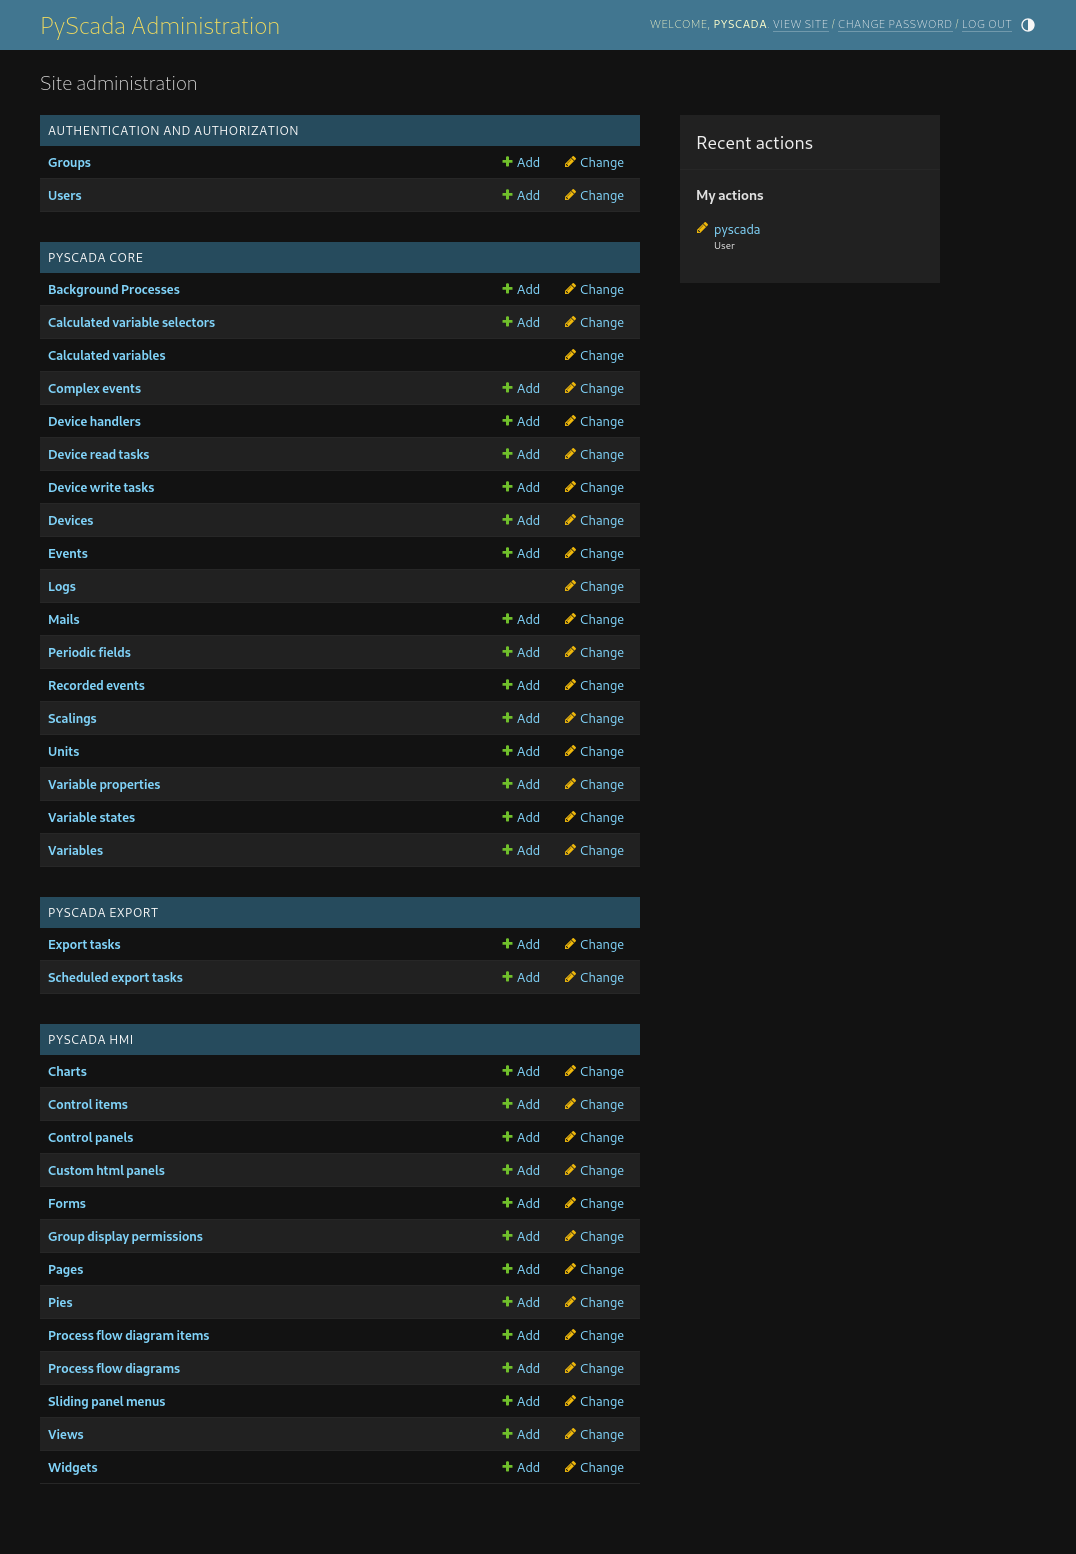 PyScada Administration
WELCOME, PYSCADA. VIEW SITE / CHANGE PASSWORD / LOG OUT
Site administration
AUTHENTICATION AND AUTHORIZATION
Groups Add Change
Users Add Change
PYSCADA CORE
Background Processes Add Change
Calculated variable selectors Add Change
Calculated variables Change
Complex events Add Change
Device handlers Add Change
Device read tasks Add Change
Device write tasks Add Change
Devices Add Change
Events Add Change
Logs Change
Mails Add Change
Periodic fields Add Change
Recorded events Add Change
Scalings Add Change
Units Add Change
Variable properties Add Change
Variable states Add Change
Variables Add Change
PYSCADA EXPORT
Export tasks Add Change
Scheduled export tasks Add Change
PYSCADA HMI
Charts Add Change
Control items Add Change
Control panels Add Change
Custom html panels Add Change
Forms Add Change
Group display permissions Add Change
Pages Add Change
Pies Add Change
Process flow diagram items Add Change
Process flow diagrams Add Change
Sliding panel menus Add Change
Views Add Change
Widgets Add Change
Recent actions
My actions
pyscada
User